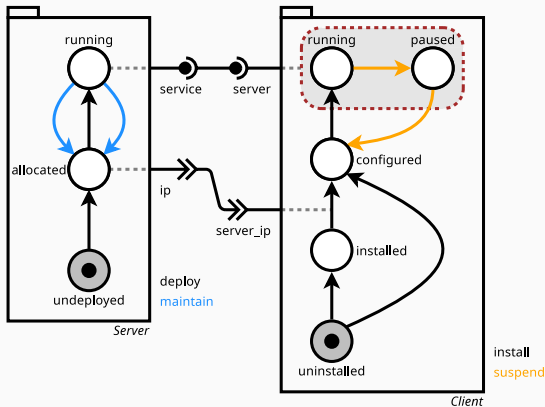 running
allocated
undeployed
deploy
maintain
Server
service
server
ip
server_ip
running
paused
configured
installed
uninstalled
install
suspend
Client